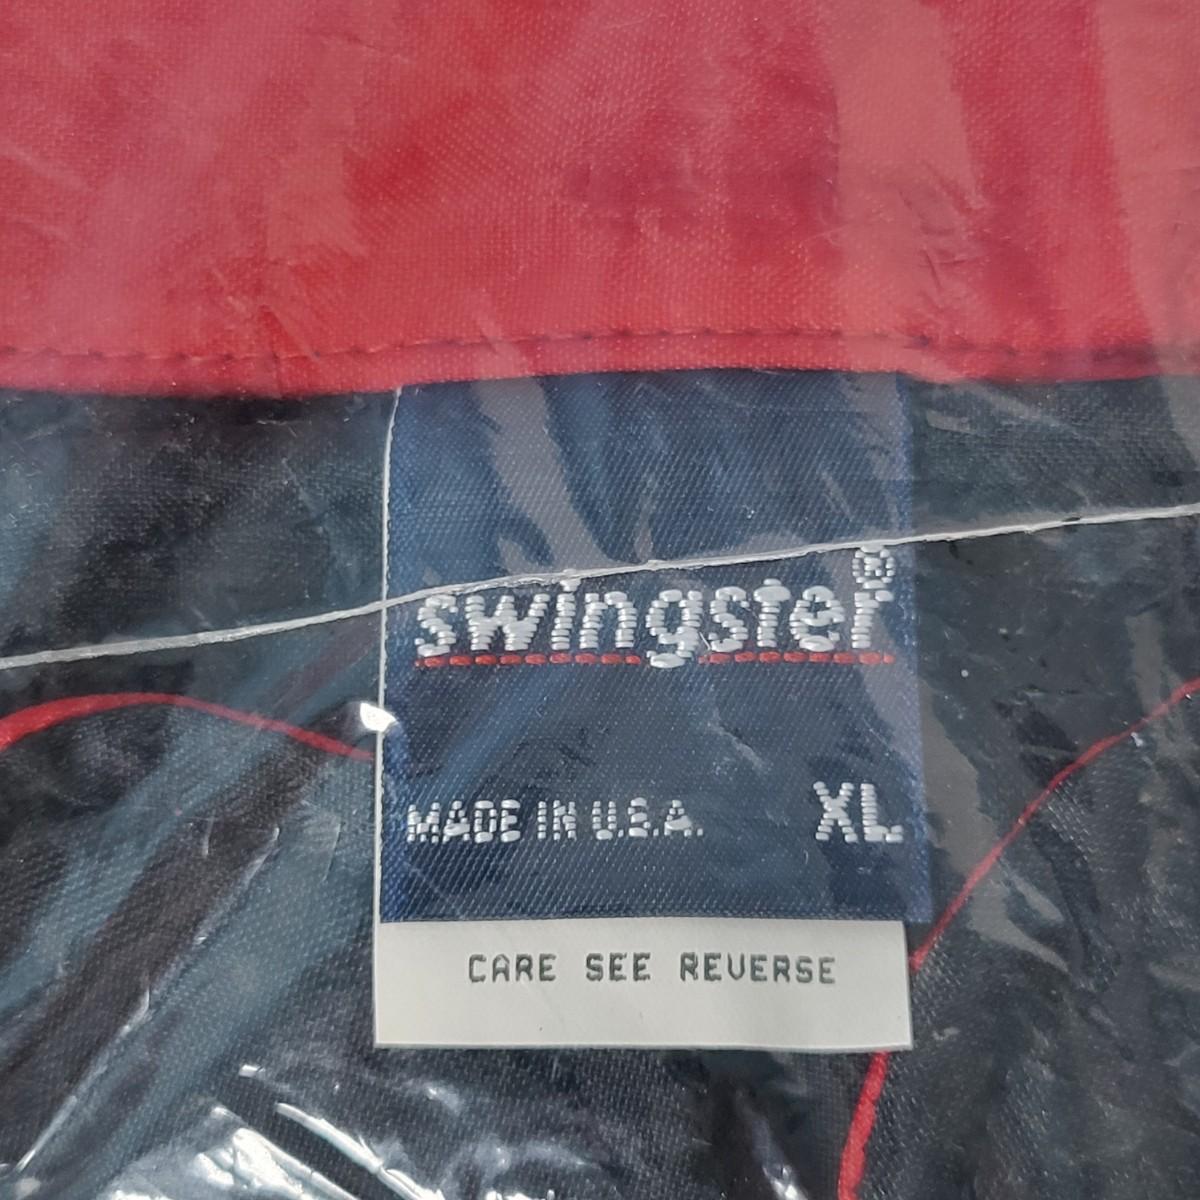 swingster®
MADE IN U.S.A. XL
CARE SEE REVERSE